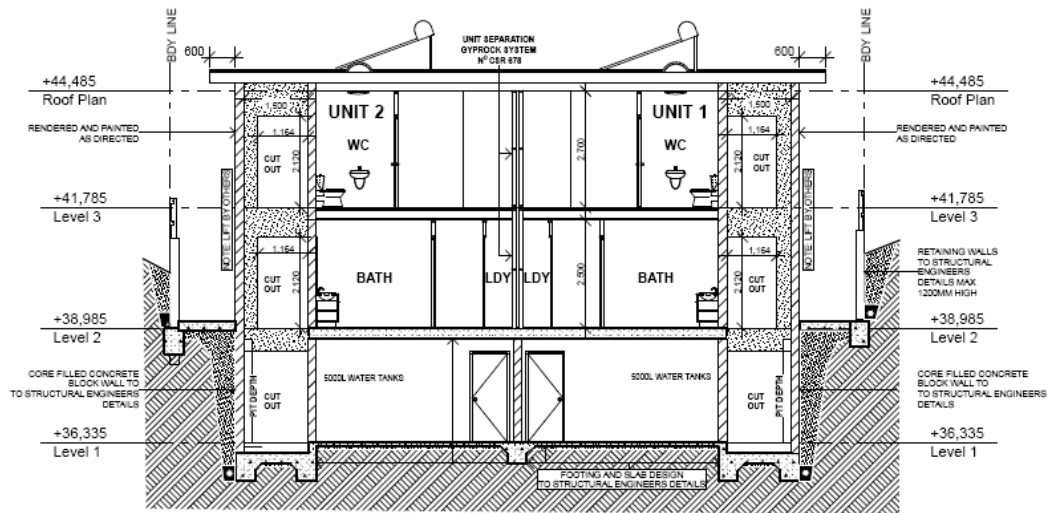 BDY LINE
BDY LINE
600
600
UNIT SEPARATION
GYPROCK SYSTEM
Nº CSR 678
+44,485
Roof Plan
+44,485
Roof Plan
1,500
1,500
UNIT 2
UNIT 1
WC
WC
RENDERED AND PAINTED
AS DIRECTED
RENDERED AND PAINTED
AS DIRECTED
1,164
1,164
2,120
CUT
OUT
2,700
2,120
CUT
OUT
+41,785
Level 3
+41,785
Level 3
NOTE LIFT BY OTHERS
NOTE LIFT BY OTHERS
1,164
1,164
2,120
CUT
OUT
BATH
LDY
LDY
2,500
BATH
2,120
CUT
OUT
RETAINING WALLS
TO STRUCTURAL
ENGINEERS
DETAILS MAX
1200MM HIGH
+38,985
Level 2
+38,985
Level 2
CORE FILLED CONCRETE
BLOCK WALL TO
TO STRUCTURAL ENGINEERS
DETAILS
PIT DEPTH
CUT
OUT
5000L WATER TANKS
5000L WATER TANKS
CUT
OUT
PIT DEPTH
CORE FILLED CONCRETE
BLOCK WALL TO
TO STRUCTURAL ENGINEERS
DETAILS
+36,335
Level 1
+36,335
Level 1
FOOTING AND SLAB DESIGN
TO STRUCTURAL ENGINEERS DETAILS